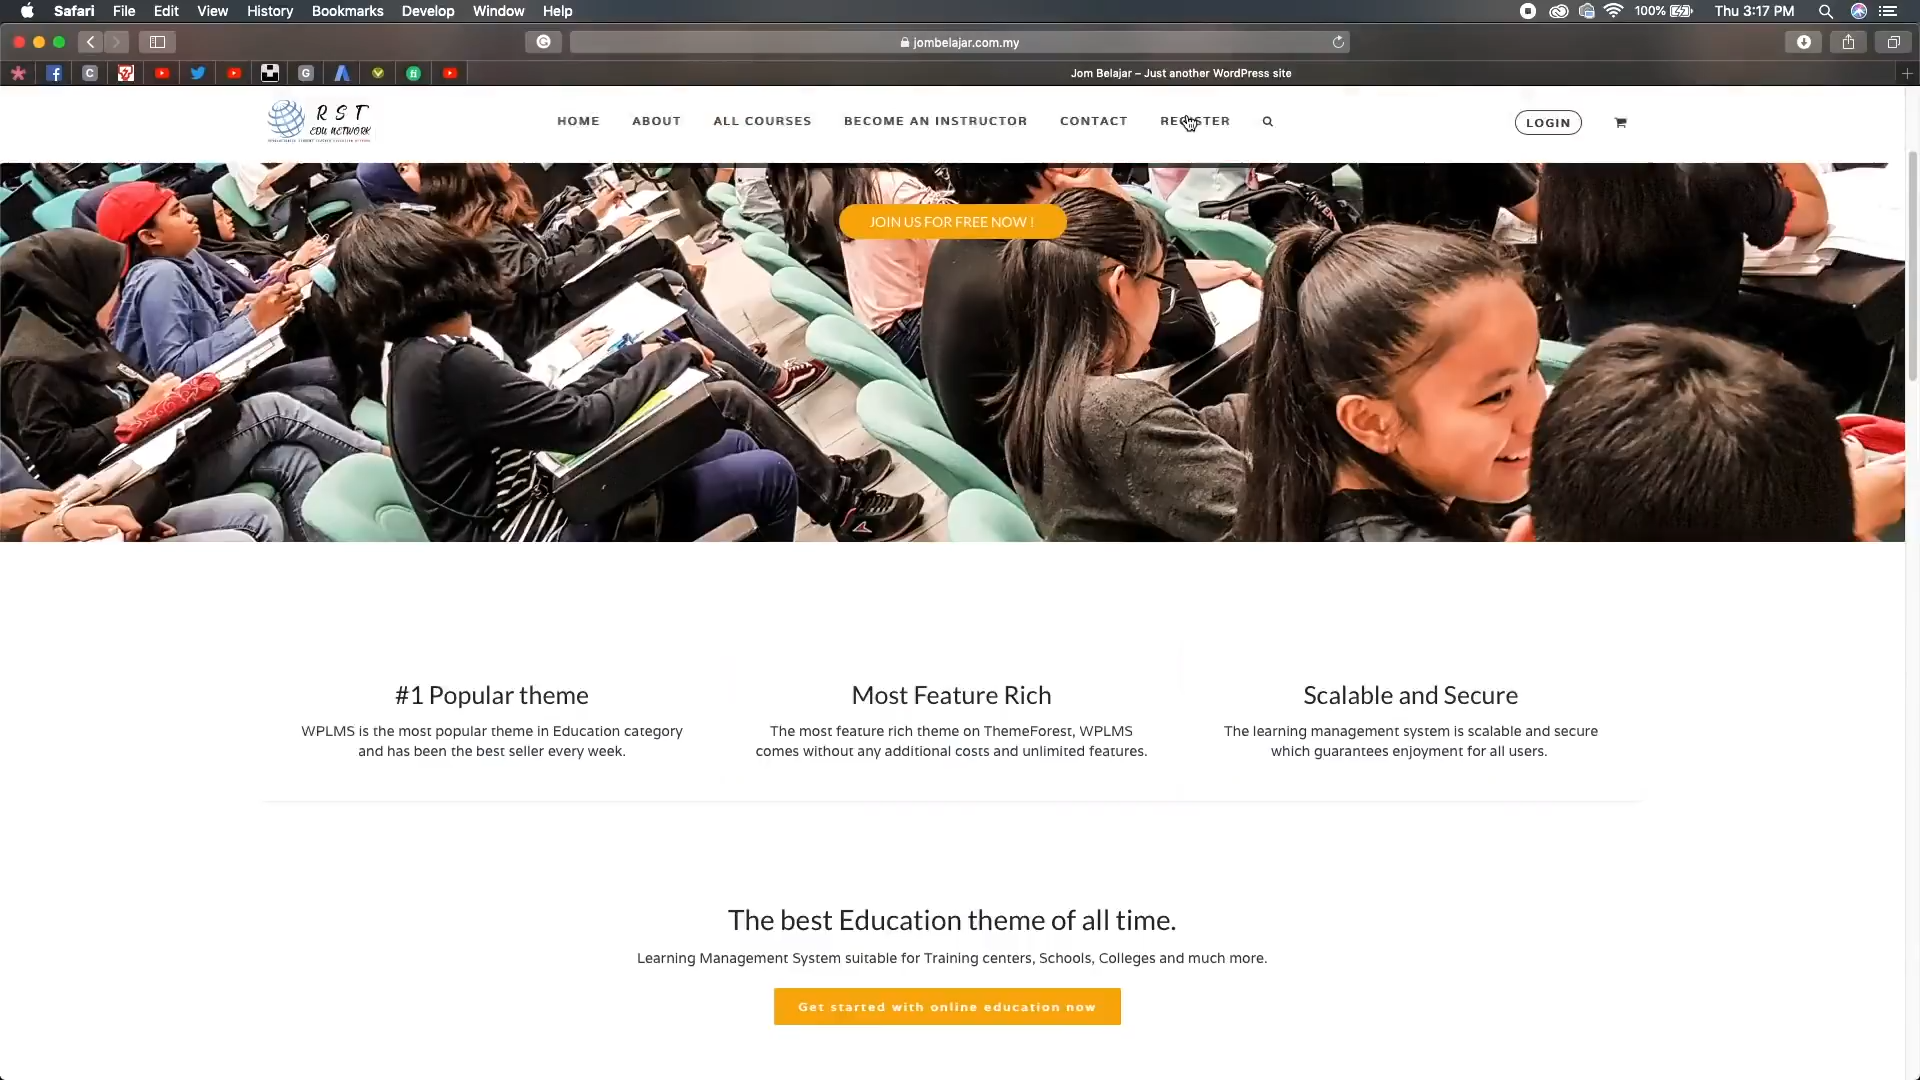 Safari File Edit View History Bookmarks Develop Window Help 100% Thu 3:17 PM
jombelajar.com.my
Jom Belajar – Just another WordPress site
R S T
EDU NETWORK
HOME ABOUT ALL COURSES BECOME AN INSTRUCTOR CONTACT REGISTER LOGIN
JOIN US FOR FREE NOW !
#1 Popular theme
WPLMS is the most popular theme in Education category
and has been the best seller every week.
Most Feature Rich
The most feature rich theme on ThemeForest, WPLMS
comes without any additional costs and unlimited features.
Scalable and Secure
The learning management system is scalable and secure
which guarantees enjoyment for all users.
The best Education theme of all time.
Learning Management System suitable for Training centers, Schools, Colleges and much more.
Get started with online education now